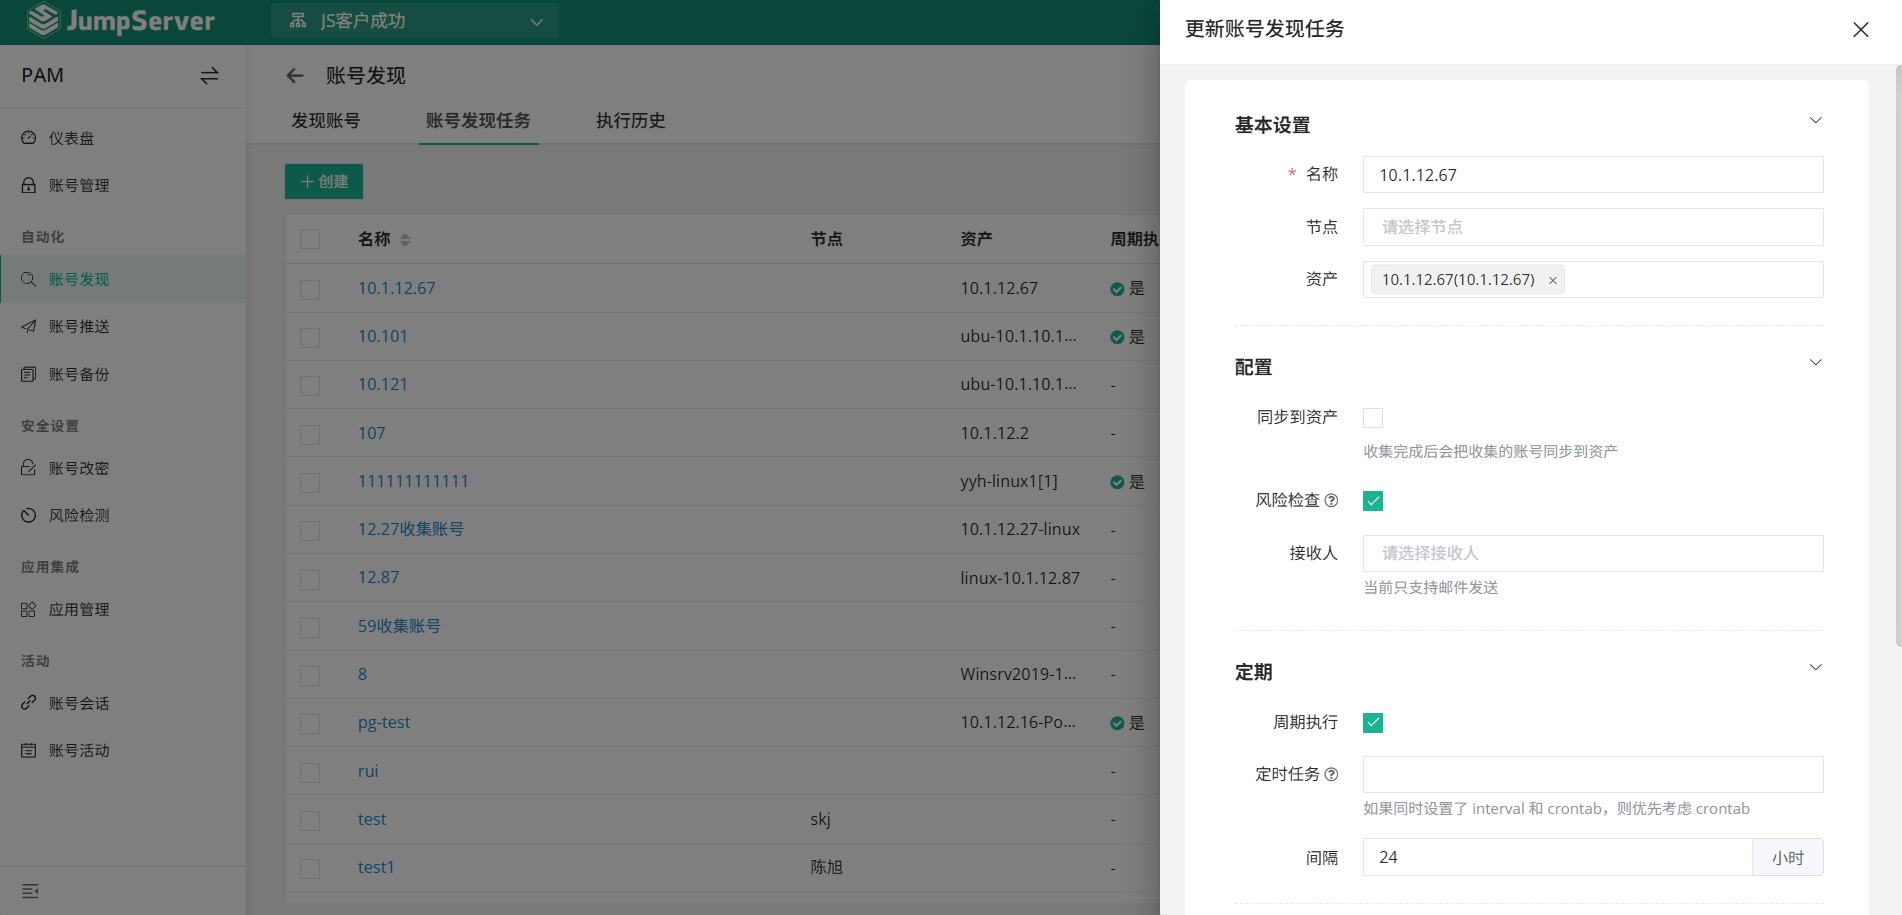 JumpServer
JS客户成功
PAM
仪表盘
账号管理
自动化
账号发现
账号推送
账号备份
安全设置
账号改密
风险检测
应用集成
应用管理
活动
账号会话
账号活动
账号发现
发现账号 账号发现任务 执行历史
创建
名称 节点 资产 周期执
10.1.12.67 10.1.12.67 是
10.101 ubu-10.1.10.1... 是
10.121 ubu-10.1.10.1... -
107 10.1.12.2 -
111111111111 yyh-linux1[1] 是
12.27收集账号 10.1.12.27-linux -
12.87 linux-10.1.12.87 -
59收集账号 -
8 Winsrv2019-1... -
pg-test 10.1.12.16-Po... 是
rui -
test skj -
test1 陈旭 -
更新账号发现任务
基本设置
* 名称 10.1.12.67
节点 请选择节点
资产 10.1.12.67(10.1.12.67) ×
配置
同步到资产
收集完成后会把收集的账号同步到资产
风险检查
接收人 请选择接收人
当前只支持邮件发送
定期
周期执行
定时任务
如果同时设置了 interval 和 crontab，则优先考虑 crontab
间隔 24 小时